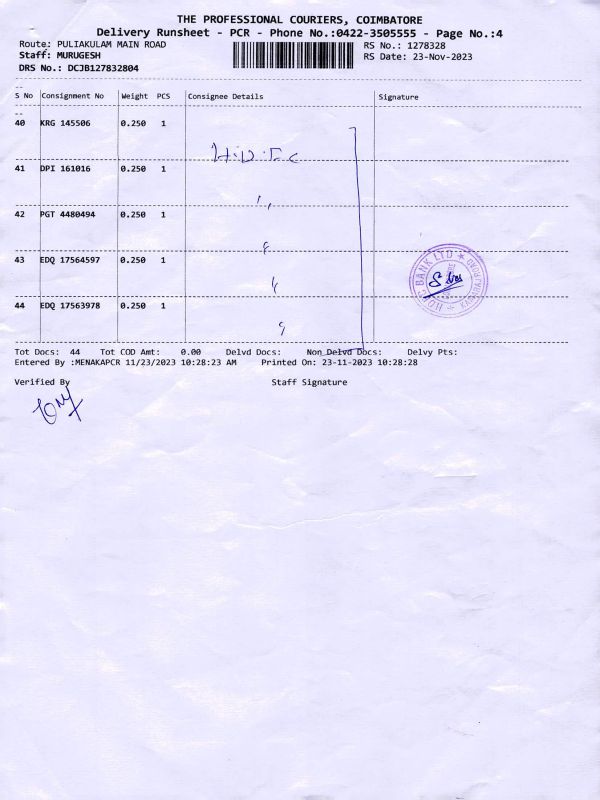 THE PROFESSIONAL COURIERS, COIMBATORE
Delivery Runsheet - PCR - Phone No.:0422-3505555 - Page No.:4
Route: PULIAKULAM MAIN ROAD RS No.: 1278328
Staff: MURUGESH RS Date: 23-Nov-2023
DRS No.: DCJB127832804
S No Consignment No Weight PCS Consignee Details Signature
40 KRG 145506 0.250 1
41 DPI 161016 0.250 1
42 PGT 4480494 0.250 1
43 EDQ 17564597 0.250 1
BANK LTD
44 EDQ 17563978 0.250 1
Tot Docs: 44 Tot COD Amt: 0.00 Delvd Docs: Non Delvd Docs: Delvy Pts:
Entered By :MENAKAPCR 11/23/2023 10:28:23 AM Printed On: 23-11-2023 10:28:28
Verified By Staff Signature